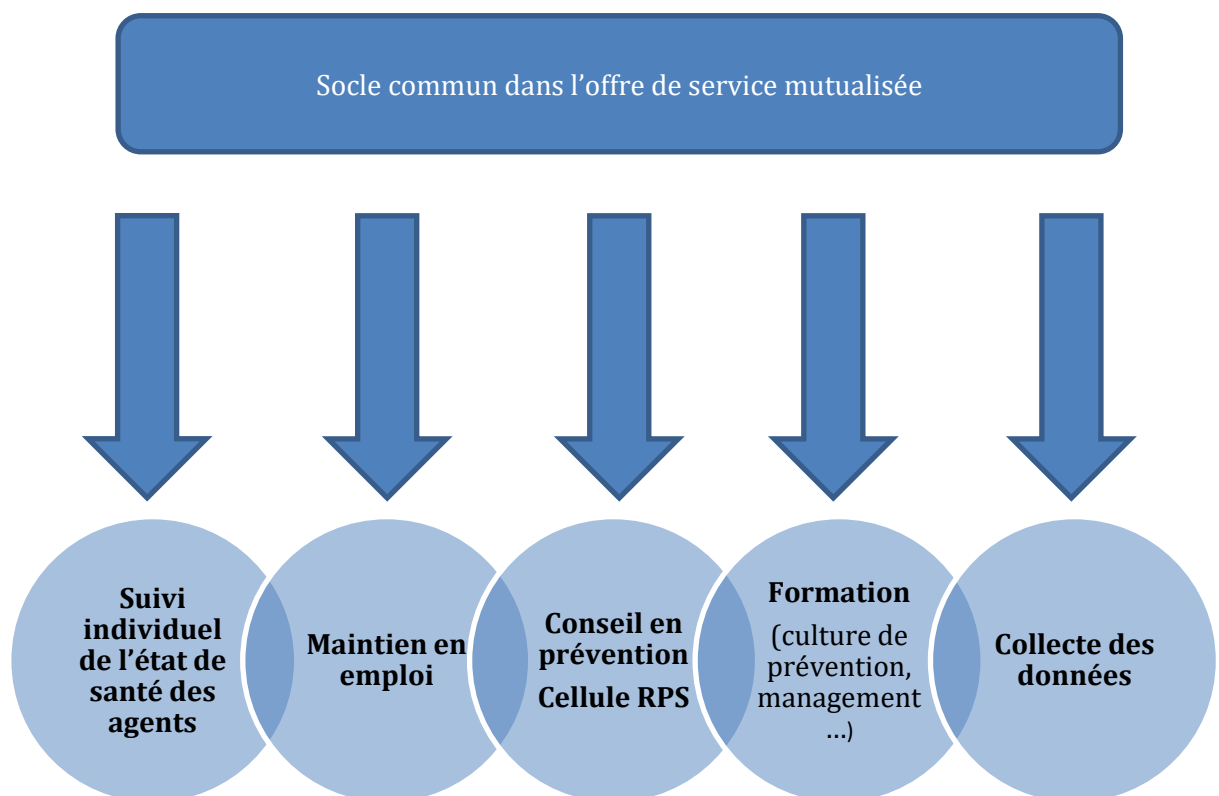 Socle commun dans l’offre de service mutualisée
Suivi
individuel
de l’état de
santé des
agents
Maintien en
emploi
Conseil en
prévention
Cellule RPS
Formation
(culture de
prévention,
management
…)
Collecte des
données